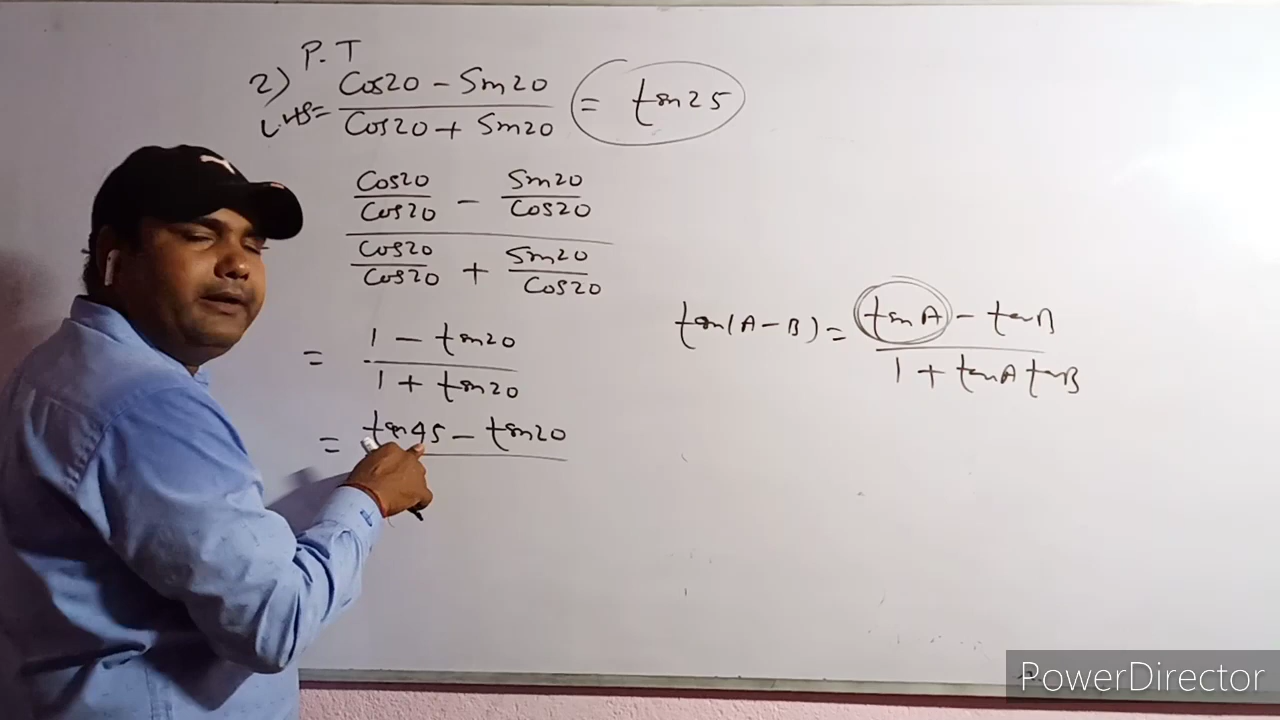 P.T
2) Cos20 - Sin20 / Cos20 + Sin20 = tan25
L.H.S=
Cos20/Cos20 - Sin20/Cos20
Cos20/Cos20 + Sin20/Cos20
= 1 - tan20 / 1 + tan20
= tan45 - tan20
tan(A-B) = tanA - tanB / 1 + tanA tanB
PowerDirector